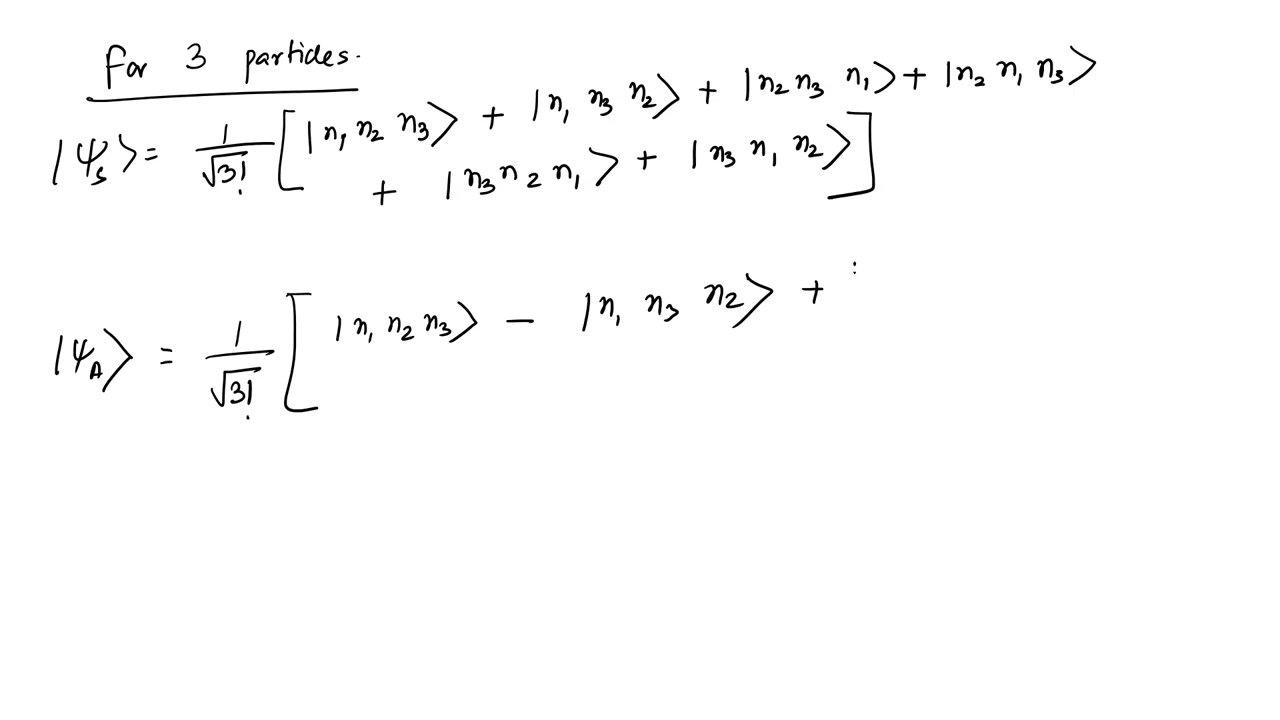 For 3 particles.
|ψ_S⟩ = 1/√3! [ |n₁ n₂ n₃⟩ + |n₁ n₃ n₂⟩ + |n₂ n₃ n₁⟩ + |n₂ n₁ n₃⟩
+ |n₃ n₂ n₁⟩ + |n₃ n₁ n₂⟩ ]
|ψ_A⟩ = 1/√3! [ |n₁ n₂ n₃⟩ − |n₁ n₃ n₂⟩ +